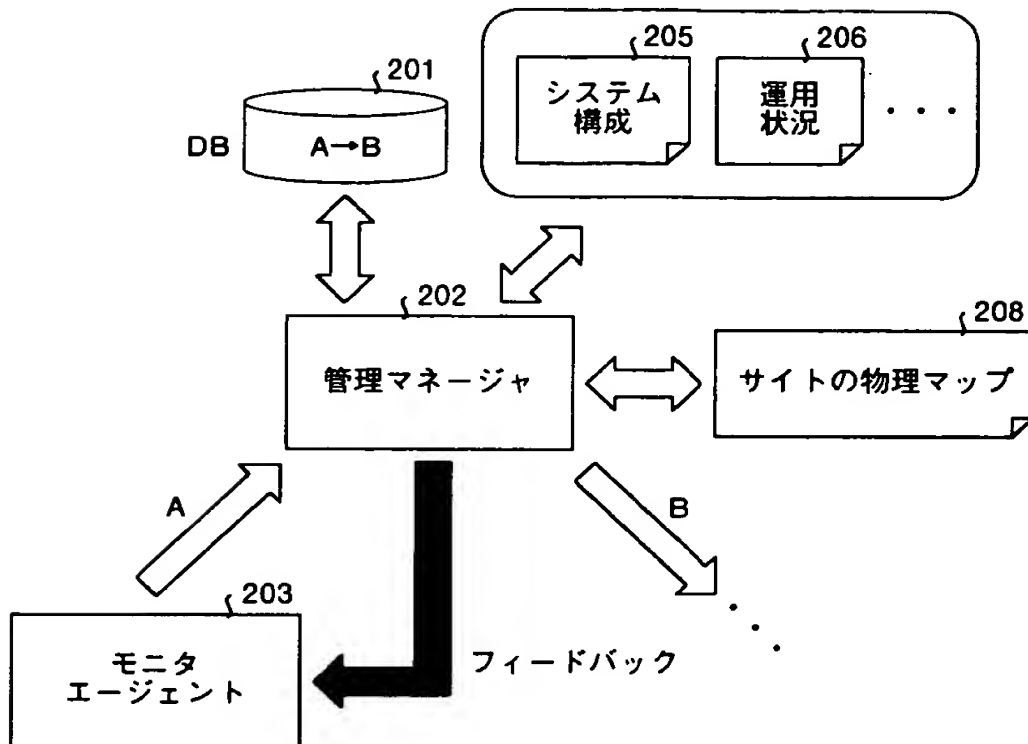 205
206
システム
構成
運用
状況
・・・
201
DB
A→B
202
管理マネージャ
208
サイトの物理マップ
A
B
203
モニタ
エージェント
フィードバック